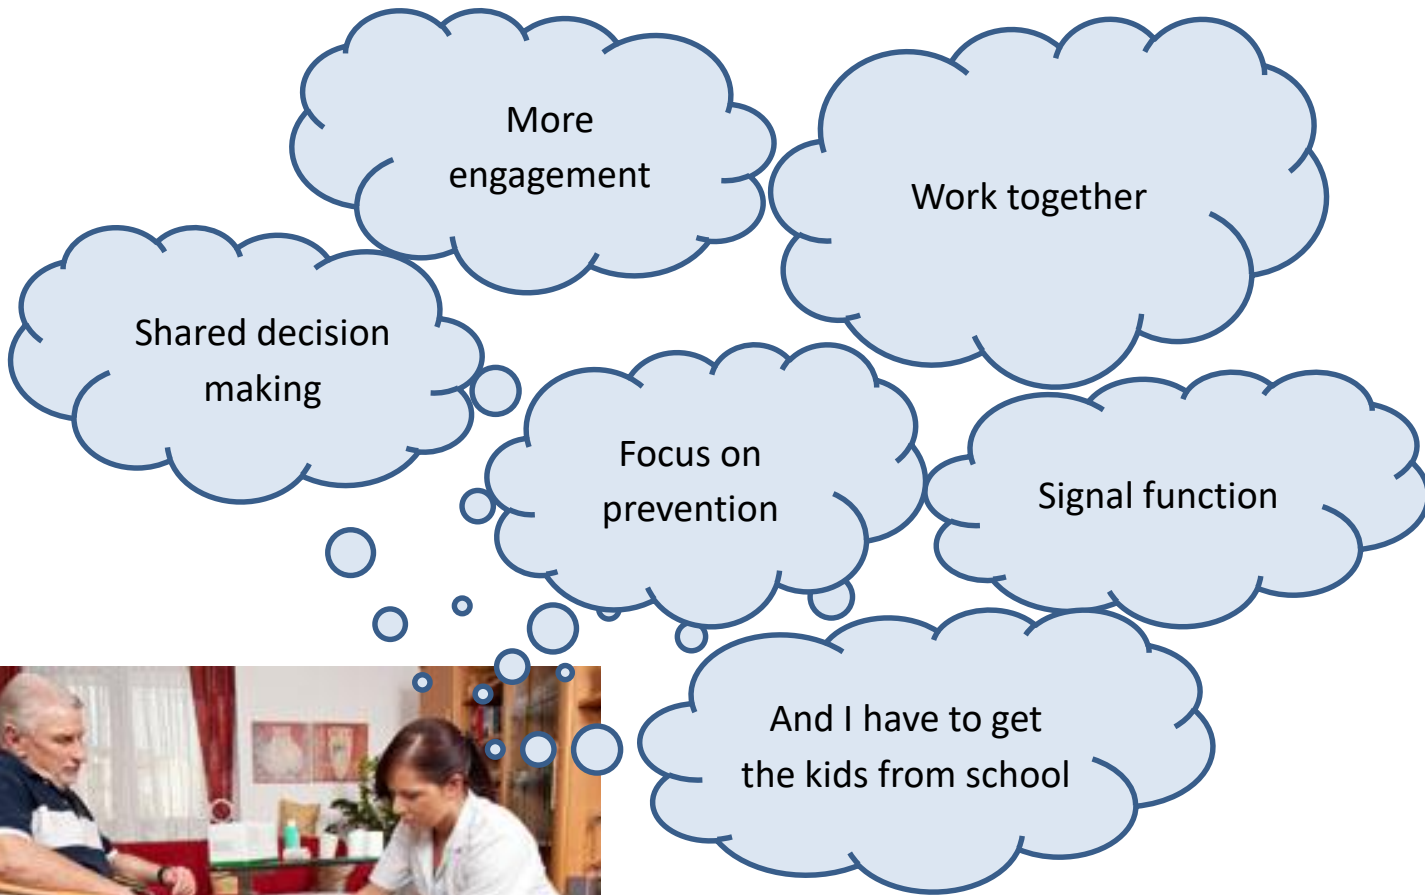 More
engagement
Work together
Shared decision
making
Focus on
prevention
Signal function
And I have to get
the kids from school